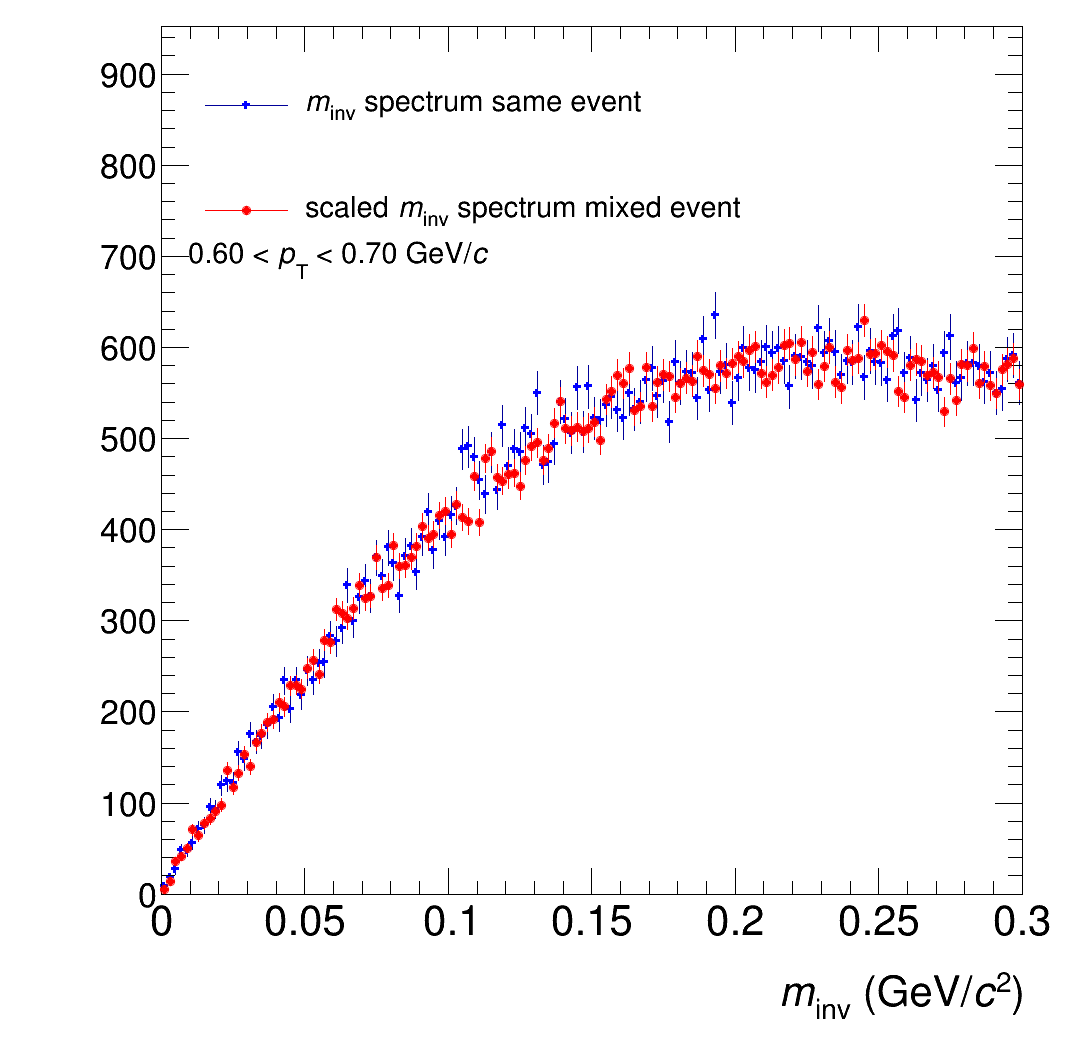 900
m_inv spectrum same event
800
scaled m_inv spectrum mixed event
700
0.60 < p_T < 0.70 GeV/c
600
500
400
300
200
100
0
0 0.05 0.1 0.15 0.2 0.25 0.3
m_inv (GeV/c²)